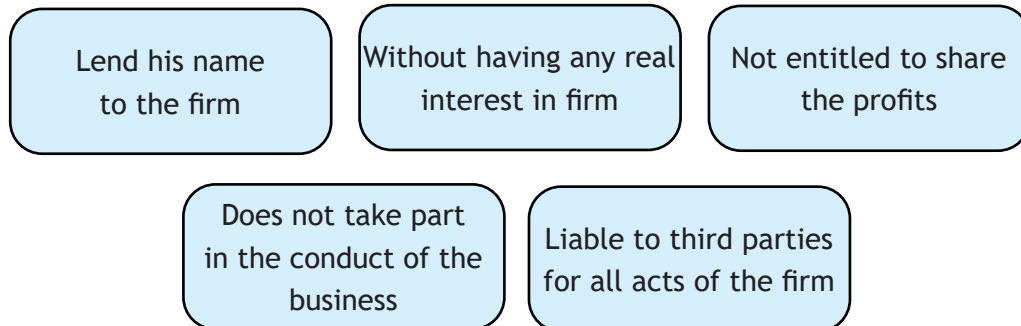 Lend his name
to the firm
Without having any real
interest in firm
Not entitled to share
the profits
Does not take part
in the conduct of the
business
Liable to third parties
for all acts of the firm